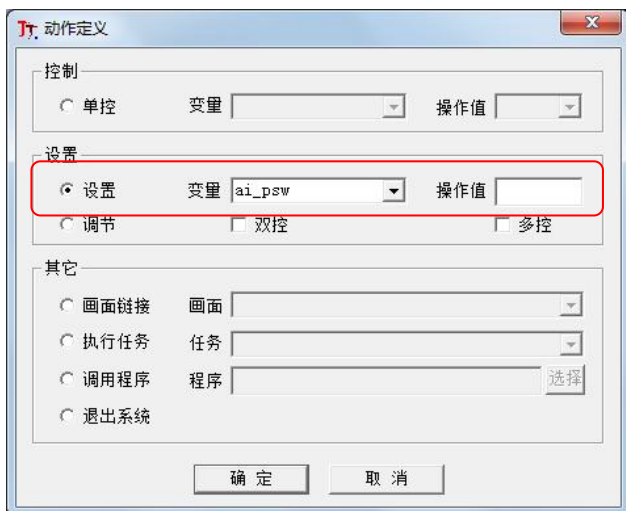 动作定义
控制
单控 变量 操作值
设置
设置 变量 ai_psw 操作值
调节 双控 多控
其它
画面链接 画面
执行任务 任务
调用程序 程序 选择
退出系统
确定 取消